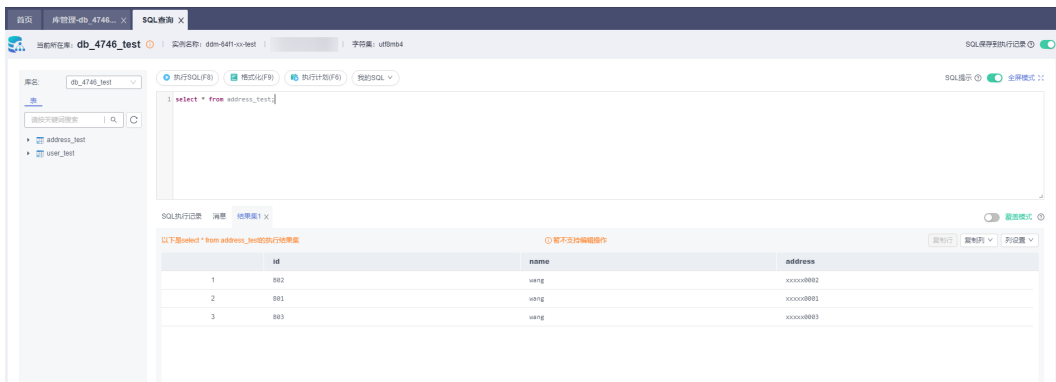 首页 库管理-db_4746... X SQL查询 X
当前所在库: db_4746_test 实例名称: ddm-64f1-xx-test 字符集: utf8mb4 SQL保存到执行记录
库名: db_4746_test 执行SQL(F8) 格式化(F9) 执行计划(F6) 我的SQL SQL提示 全屏模式
表
请按关键词搜索
address_test
user_test
1 select * from address_test;
SQL执行记录 消息 结果集1 X 覆盖模式
以下是select * from address_test的执行结果集 暂不支持编辑操作 复制行 复制列 列设置
id name address
1 B02 wang xxxxx0002
2 B01 wang xxxxx0001
3 B03 wang xxxxx0003